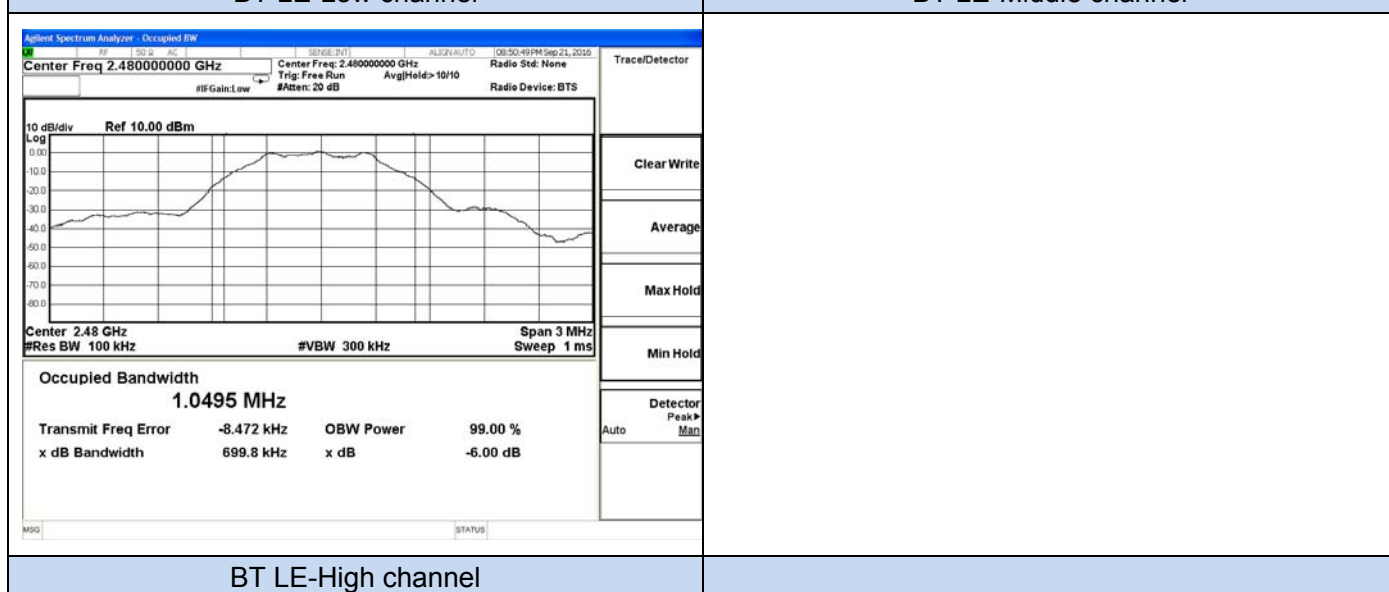 BT LE-Low channel
BT LE-Middle channel
Agilent Spectrum Analyzer - Occupied BW
RF 50 Ω AC SENSE:INT ALIGN AUTO 08:50:49 PM Sep 21, 2016
Center Freq 2.480000000 GHz
Center Freq: 2.480000000 GHz
Radio Std: None
Trig: Free Run
Avg|Hold:> 10/10
#IFGain:Low
#Atten: 20 dB
Radio Device: BTS
Trace/Detector
10 dB/div
Ref 10.00 dBm
Log
0.00
-10.0
-20.0
-30.0
-40.0
-50.0
-60.0
-70.0
-80.0
Center 2.48 GHz
Span 3 MHz
#Res BW 100 kHz
#VBW 300 kHz
Sweep 1 ms
Clear Write
Average
Max Hold
Min Hold
Detector
Peak▶
Auto Man
Occupied Bandwidth
1.0495 MHz
Transmit Freq Error -8.472 kHz OBW Power 99.00 %
x dB Bandwidth 699.8 kHz x dB -6.00 dB
MSG STATUS
BT LE-High channel